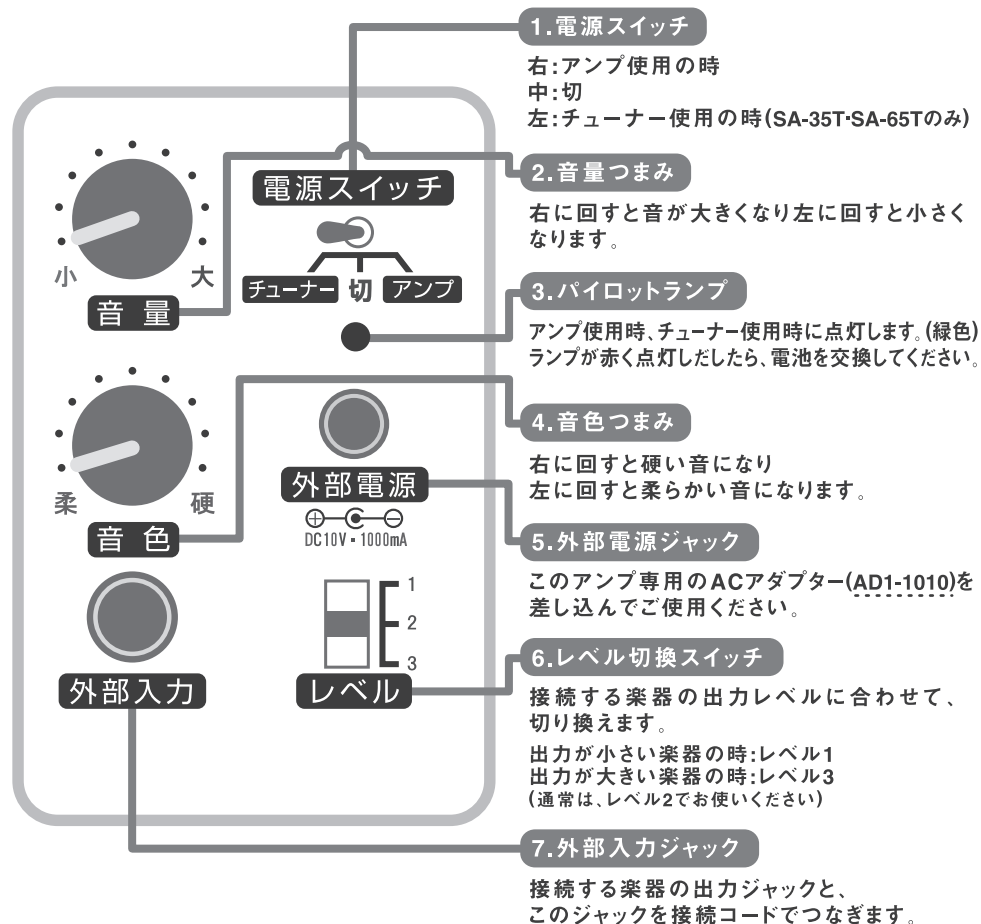 電源スイッチ
チューナー 切 アンプ
小 大
音 量
柔 硬
音 色
外部電源
DC10V・1000mA
外部入力
1
2
3
レベル
1.電源スイッチ
右:アンプ使用の時
中:切
左:チューナー使用の時(SA-35T・SA-65Tのみ)
2.音量つまみ
右に回すと音が大きくなり左に回すと小さく
なります。
3.パイロットランプ
アンプ使用時、チューナー使用時に点灯します。(緑色)
ランプが赤く点灯しだしたら、電池を交換してください。
4.音色つまみ
右に回すと硬い音になり
左に回すと柔らかい音になります。
5.外部電源ジャック
このアンプ専用のACアダプター(AD1-1010)を
差し込んでご使用ください。
6.レベル切換スイッチ
接続する楽器の出力レベルに合わせて、
切り換えます。
出力が小さい楽器の時:レベル1
出力が大きい楽器の時:レベル3
(通常は、レベル2でお使いください)
7.外部入力ジャック
接続する楽器の出力ジャックと、
このジャックを接続コードでつなぎます。